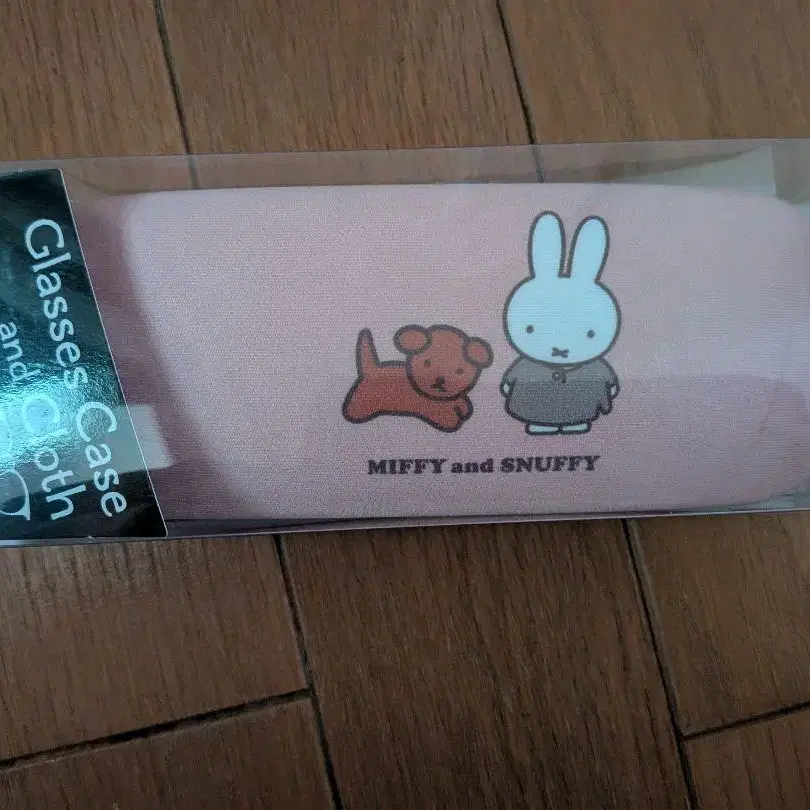 Glasses Case
and Cloth
MIFFY and SNUFFY